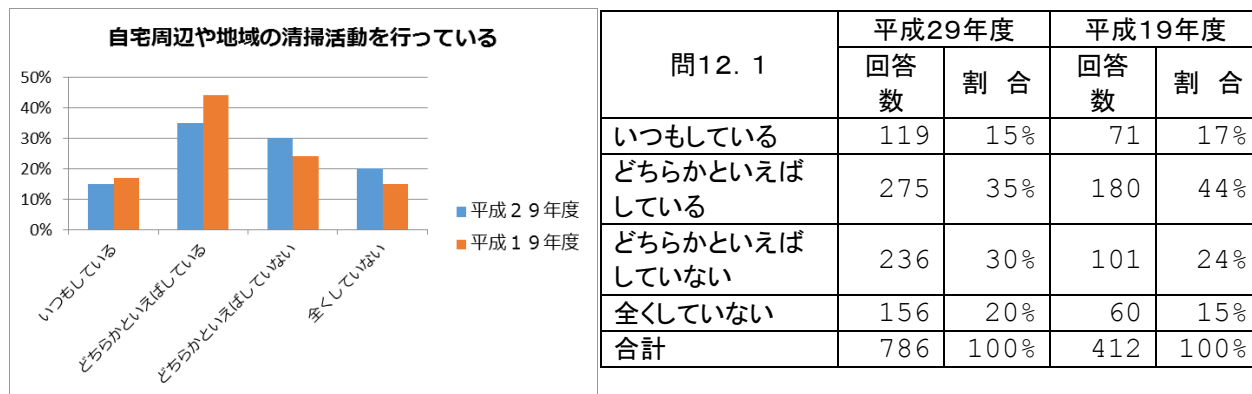 自宅周辺や地域の清掃活動を行っている
50%
40%
30%
20%
10%
0%
いつもしている
どちらかといえばしている
どちらかといえばしていない
全くしていない
平成２９年度
平成１９年度
問12．1
平成29年度
平成19年度
回答
数
割　合
回答
数
割　合
いつもしている 119 15% 71 17%
どちらかといえば
している 275 35% 180 44%
どちらかといえば
していない 236 30% 101 24%
全くしていない 156 20% 60 15%
合計 786 100% 412 100%